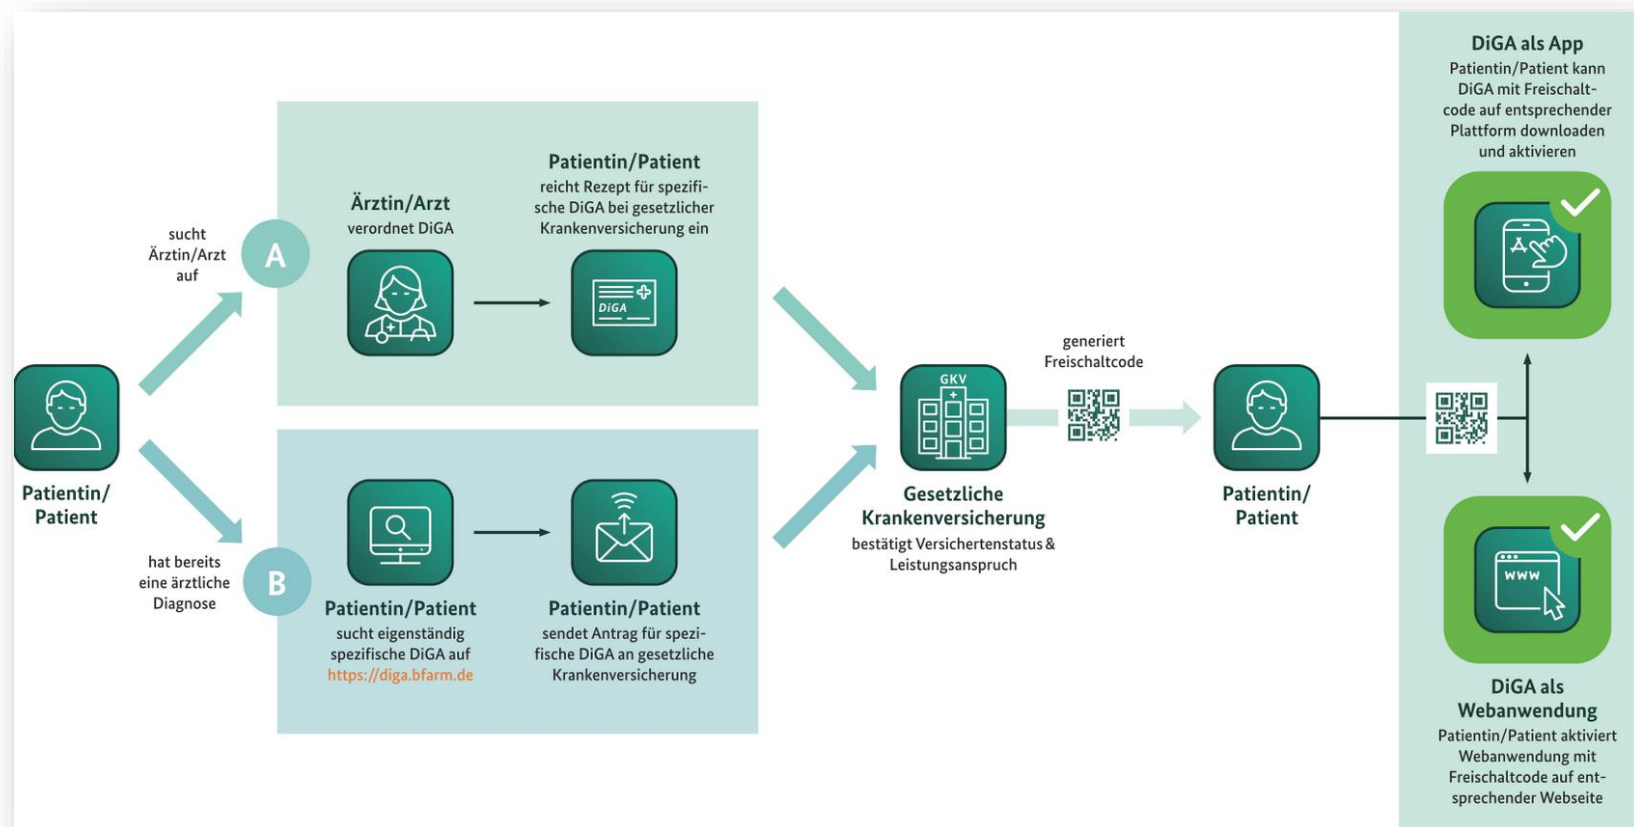 Patientin/
Patient
sucht
Ärztin/Arzt
auf
A
Ärztin/Arzt
verordnet DiGA
Patientin/Patient
reicht Rezept für spezifi-
sche DiGA bei gesetzlicher
Krankenversicherung ein
DiGA
hat bereits
eine ärztliche
Diagnose
B
Patientin/Patient
sucht eigenständig
spezifische DiGA auf
https://diga.bfarm.de
Patientin/Patient
sendet Antrag für spezi-
fische DiGA an gesetzliche
Krankenversicherung
GKV
Gesetzliche
Krankenversicherung
bestätigt Versichertenstatus &
Leistungsanspruch
generiert
Freischaltcode
Patientin/
Patient
DiGA als App
Patientin/Patient kann
DiGA mit Freischalt-
code auf entsprechender
Plattform downloaden
und aktivieren
www
DiGA als
Webanwendung
Patientin/Patient aktiviert
Webanwendung mit
Freischaltcode auf ent-
sprechender Webseite